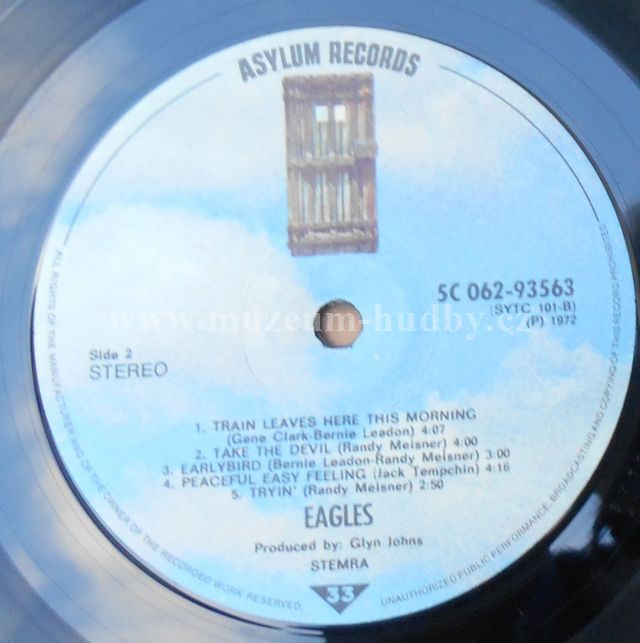 ASYLUM RECORDS
5C 062-93563
(SYTC 101-B)
(P) 1972
www.muzeum-hudby.cz
Side 2
STEREO
1. TRAIN LEAVES HERE THIS MORNING
(Gene Clark-Bernie Leadon) 4:07
2. TAKE THE DEVIL (Randy Meisner) 4:00
3. EARLYBIRD (Bernie Leadon-Randy Meisner) 3:00
4. PEACEFUL EASY FEELING (Jack Tempchin) 4:16
5. TRYIN' (Randy Meisner) 2:50
EAGLES
Produced by: Glyn Johns
STEMRA
33
ALL RIGHTS OF THE MANUFACTURER AND OF THE OWNER OF THE RECORDED WORK RESERVED.
UNAUTHORIZED PUBLIC PERFORMANCE, BROADCASTING AND COPYING OF THIS RECORD PROHIBITED